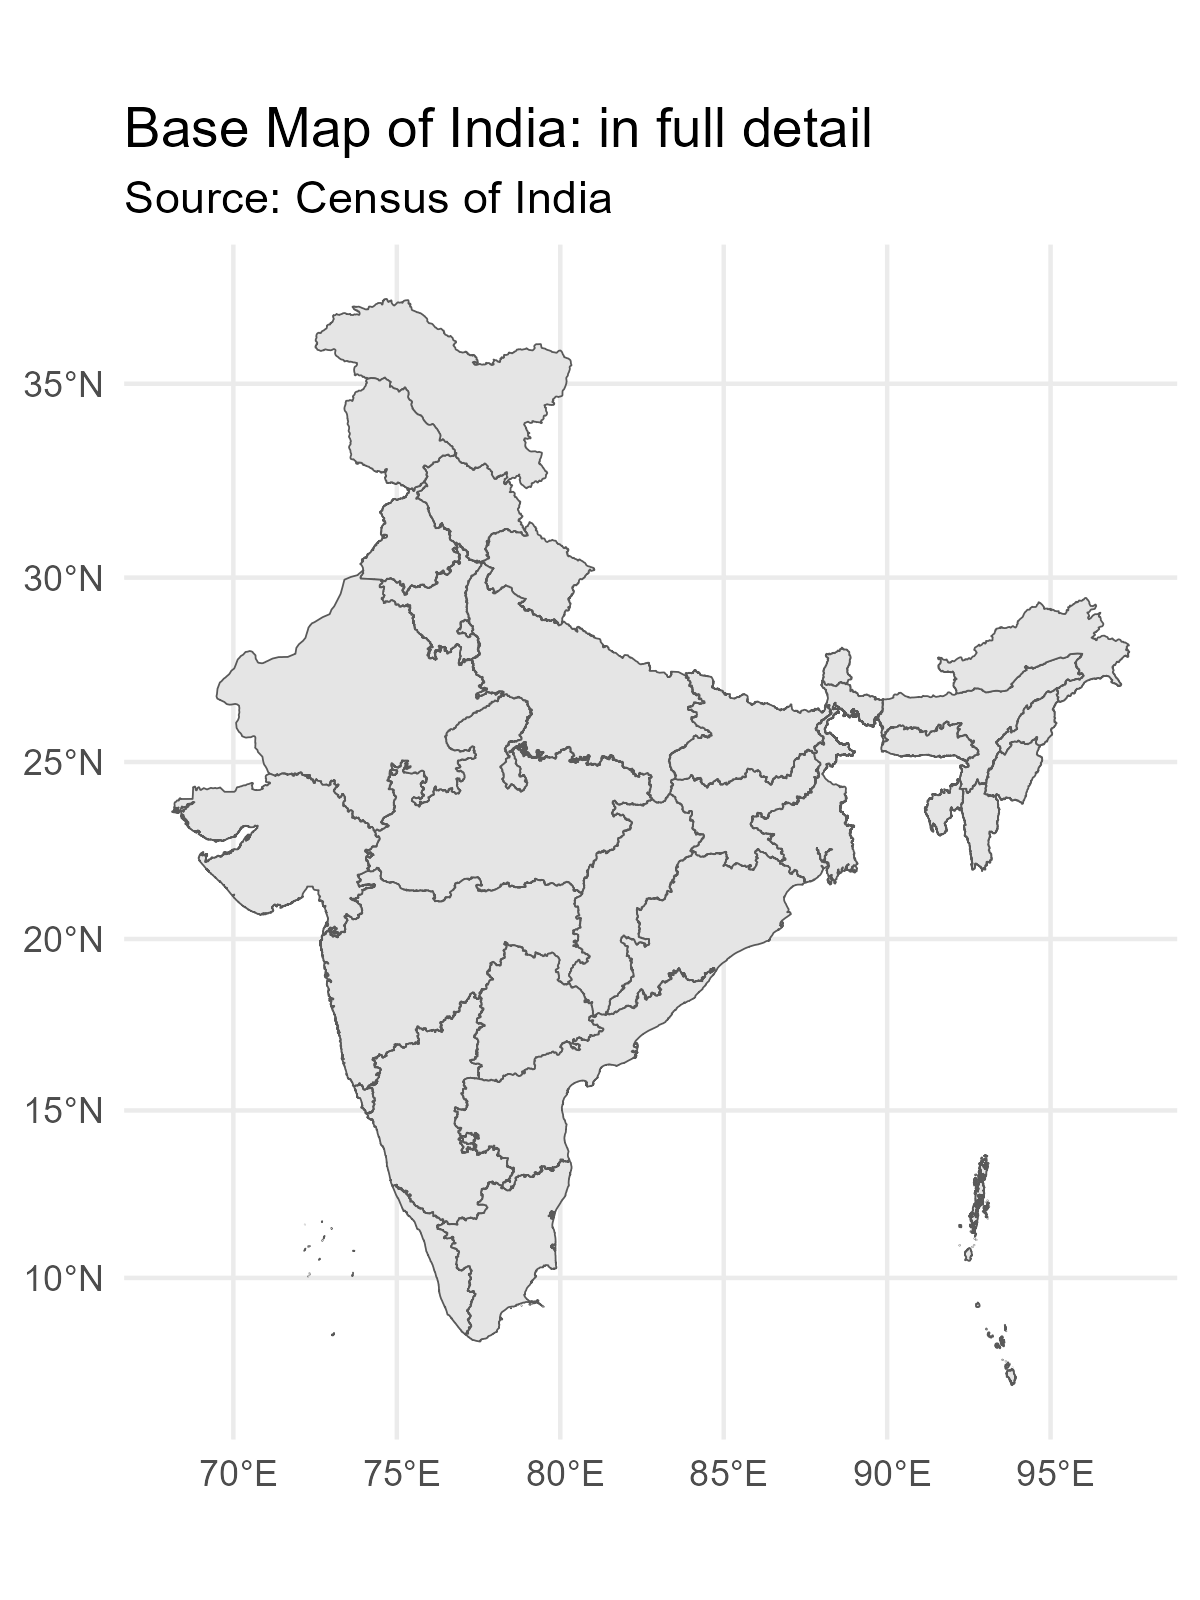 Base Map of India: in full detail
Source: Census of India
35°N
30°N
25°N
20°N
15°N
10°N
70°E 75°E 80°E 85°E 90°E 95°E